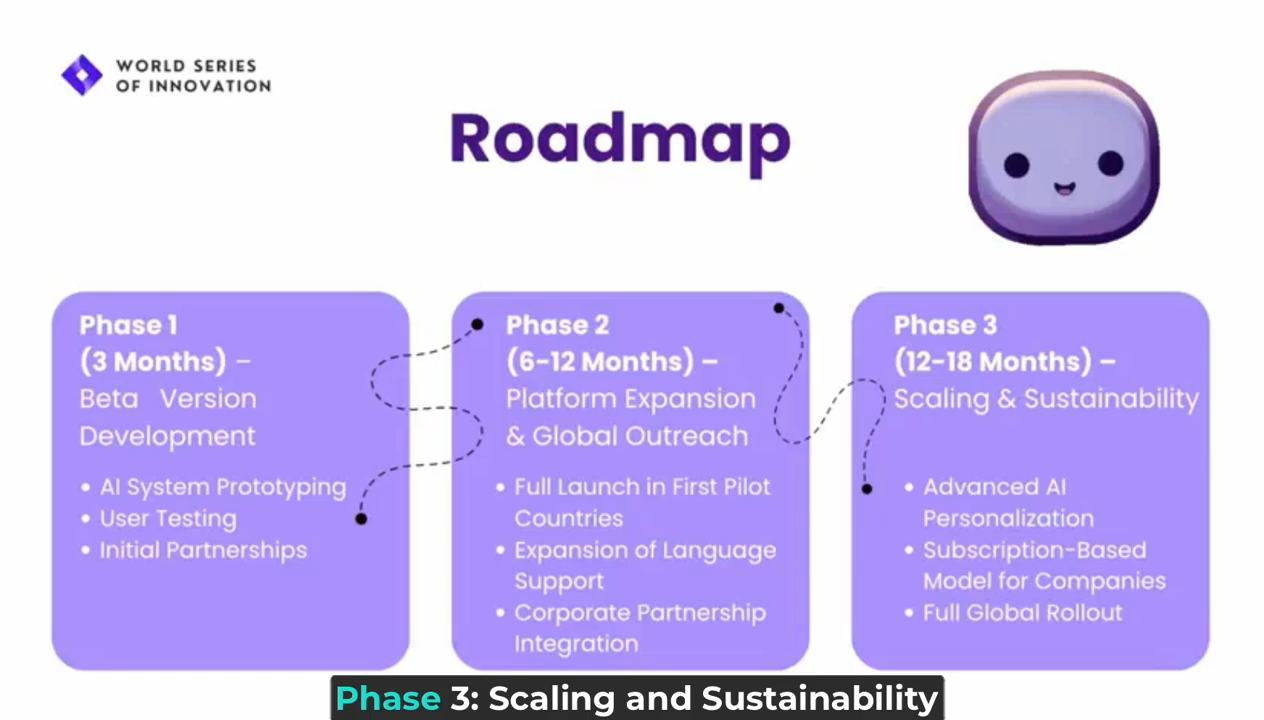 WORLD SERIES
OF INNOVATION
Roadmap
Phase 1
(3 Months) –
Beta Version
Development
• AI System Prototyping
• User Testing
• Initial Partnerships
Phase 2
(6-12 Months) –
Platform Expansion
& Global Outreach
• Full Launch in First Pilot
Countries
• Expansion of Language
Support
• Corporate Partnership
Integration
Phase 3
(12-18 Months) –
Scaling & Sustainability
• Advanced AI
Personalization
• Subscription-Based
Model for Companies
• Full Global Rollout
Phase 3: Scaling and Sustainability